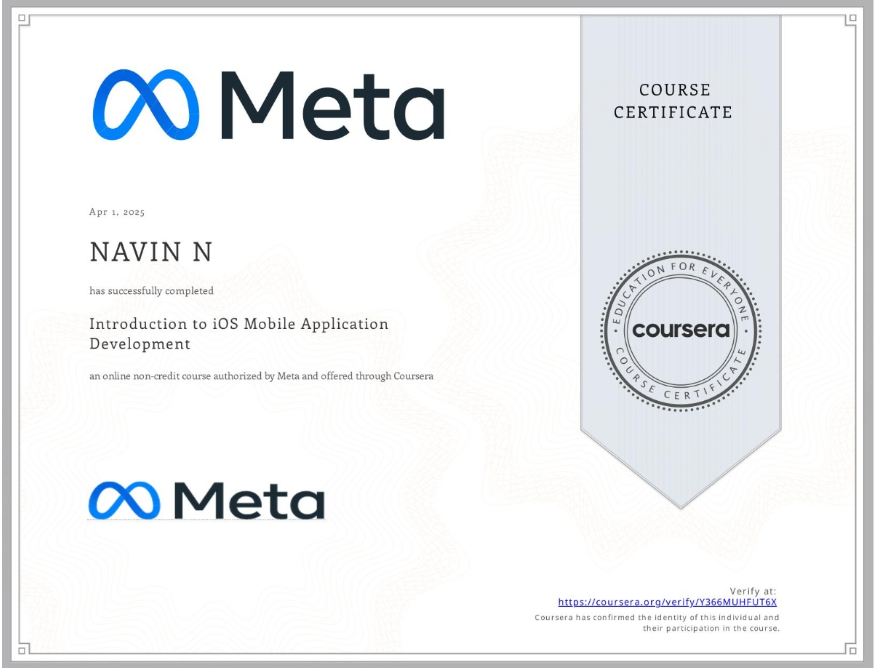 Meta
COURSE
CERTIFICATE
Apr 1, 2025
NAVIN N
has successfully completed
Introduction to iOS Mobile Application
Development
an online non-credit course authorized by Meta and offered through Coursera
EDUCATION FOR EVERYONE
coursera
COURSE CERTIFICATE
Meta
Verify at:
https://coursera.org/verify/Y366MUHFUT6X
Coursera has confirmed the identity of this individual and
their participation in the course.